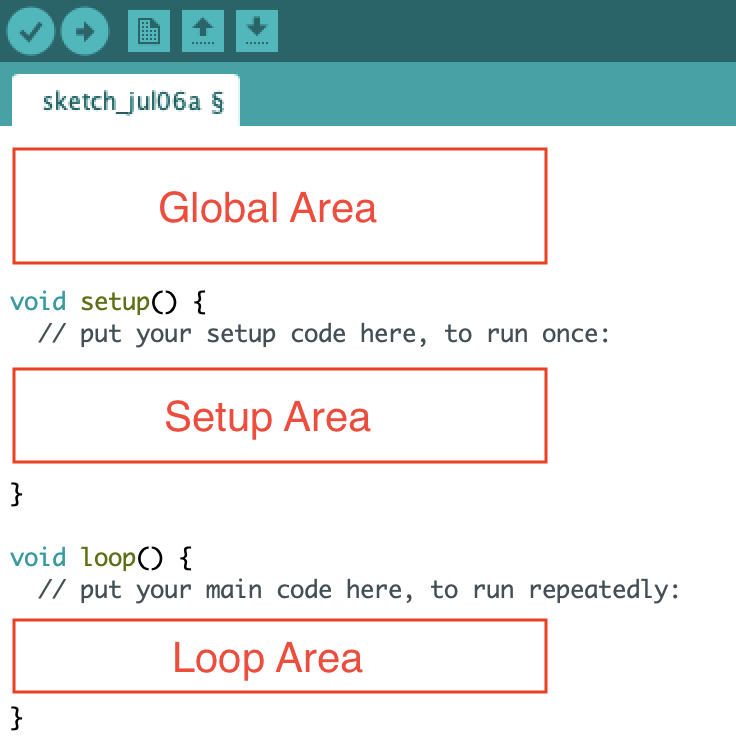 sketch_jul06a §
Global Area
void setup() {
  // put your setup code here, to run once:
Setup Area
}
void loop() {
  // put your main code here, to run repeatedly:
Loop Area
}